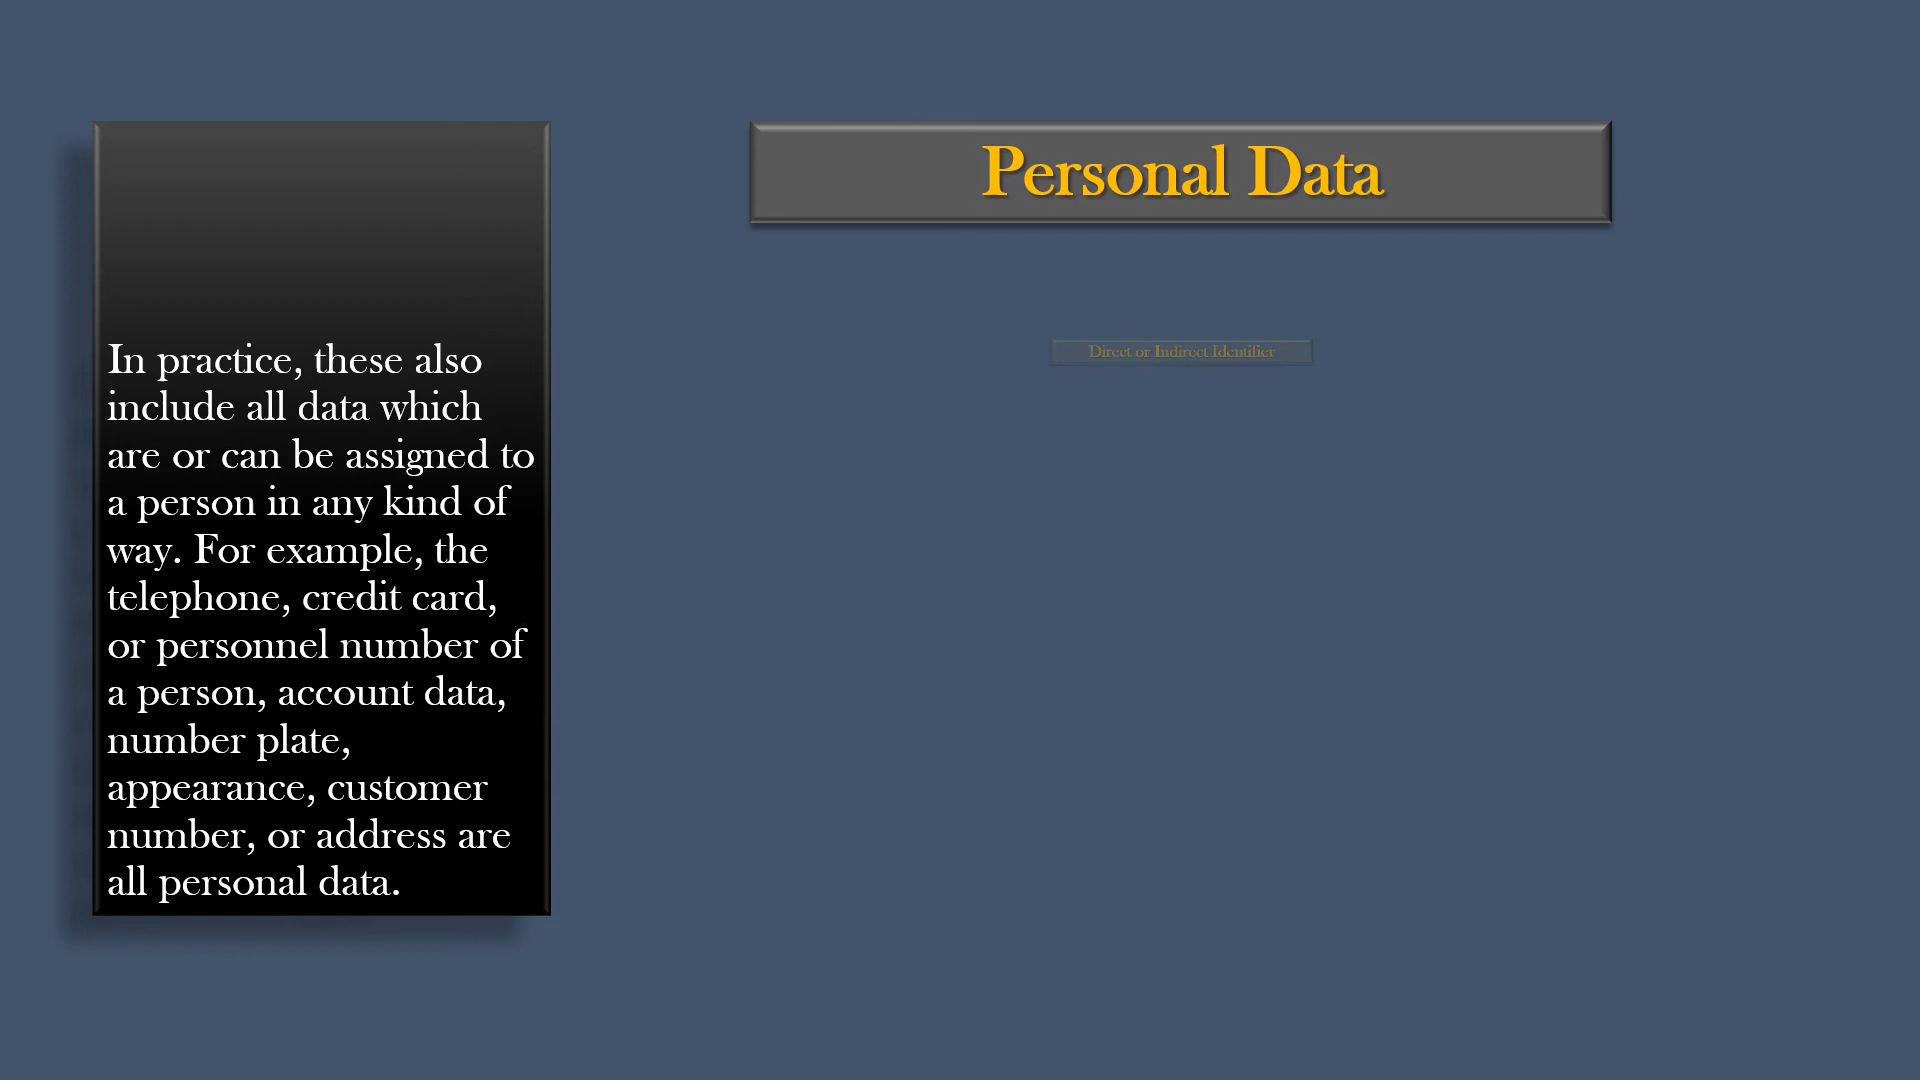 Personal Data
Direct or Indirect Identifier
In practice, these also
include all data which
are or can be assigned to
a person in any kind of
way. For example, the
telephone, credit card,
or personnel number of
a person, account data,
number plate,
appearance, customer
number, or address are
all personal data.